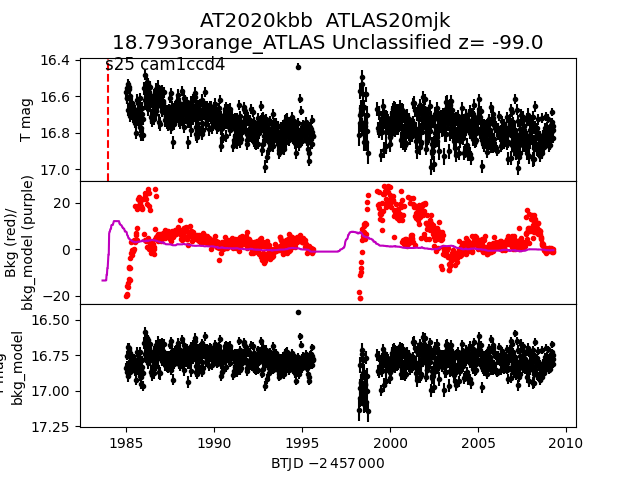 AT2020kbb  ATLAS20mjk
18.793orange_ATLAS Unclassified z= -99.0
s25 cam1ccd4
T mag
16.4
16.6
16.8
17.0
Bkg (red)/
bkg_model (purple)
20
0
−20
mag
bkg_model
16.50
16.75
17.00
17.25
1985
1990
1995
2000
2005
2010
BTJD −2 457 000